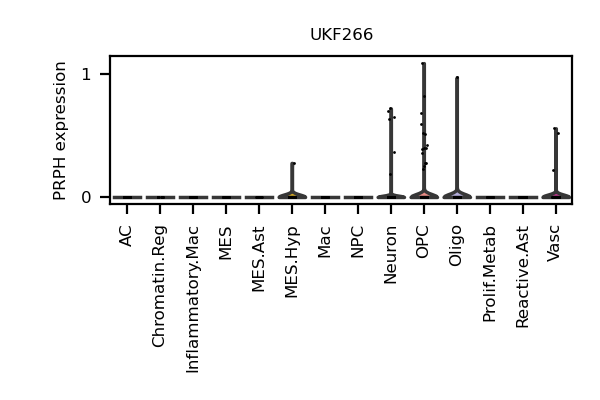 UKF266
PRPH expression
1
0
AC
Chromatin.Reg
Inflammatory.Mac
MES
MES.Ast
MES.Hyp
Mac
NPC
Neuron
OPC
Oligo
Prolif.Metab
Reactive.Ast
Vasc